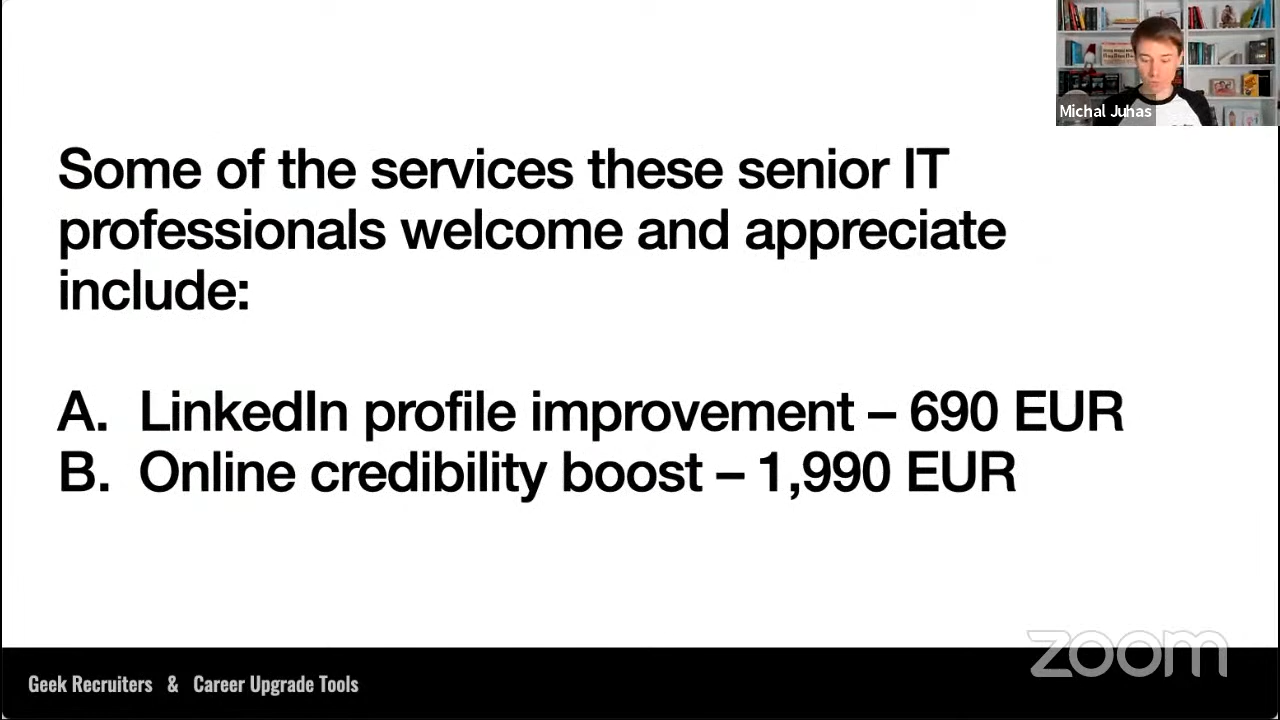 Michal Juhas
Some of the services these senior IT
professionals welcome and appreciate
include:
A. LinkedIn profile improvement – 690 EUR
B. Online credibility boost – 1,990 EUR
zoom
Geek Recruiters & Career Upgrade Tools